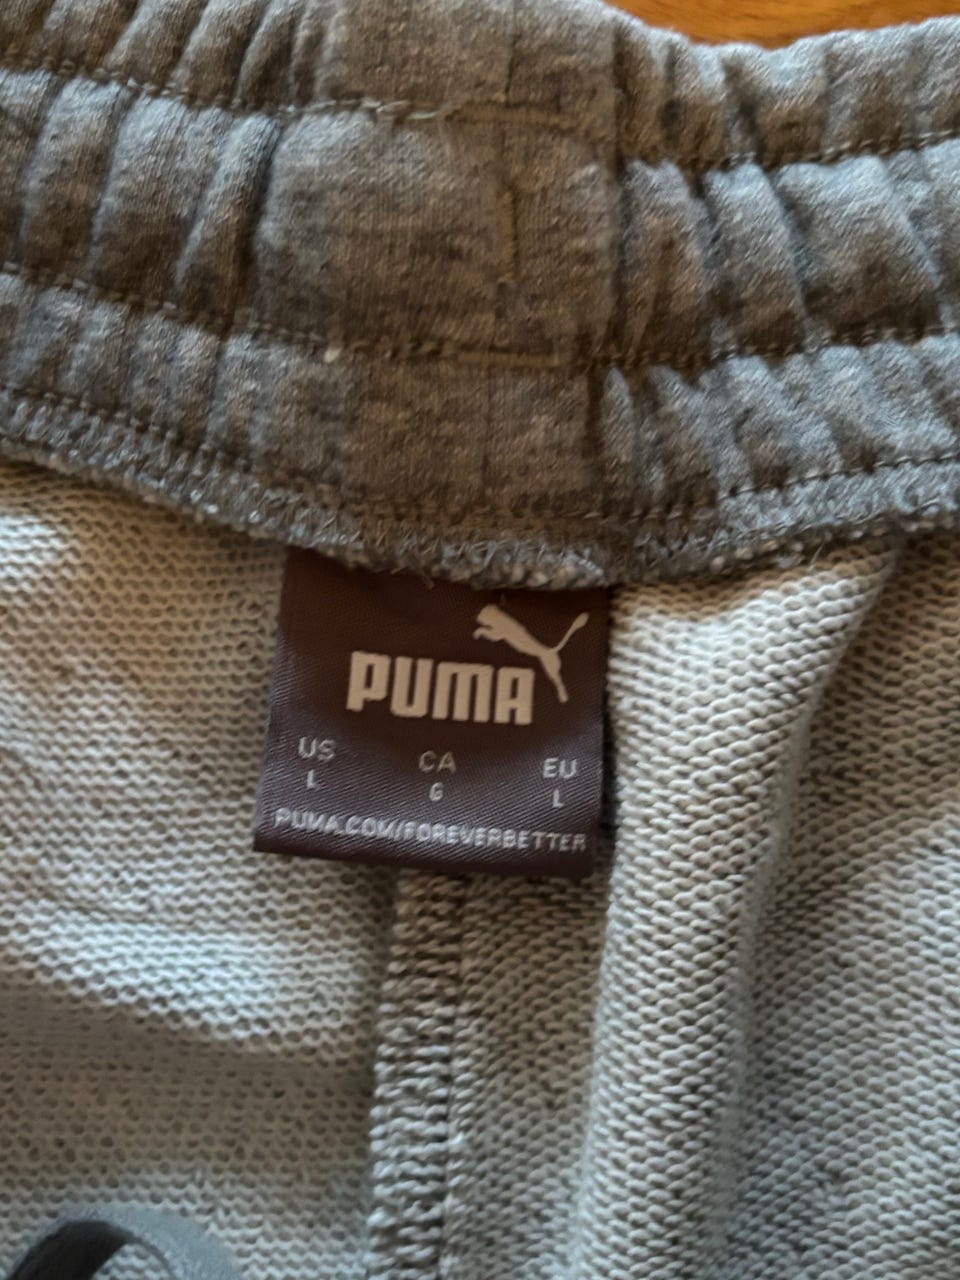 PUMA
US CA EU
L G L
PUMA.COM/FOREVERBETTER